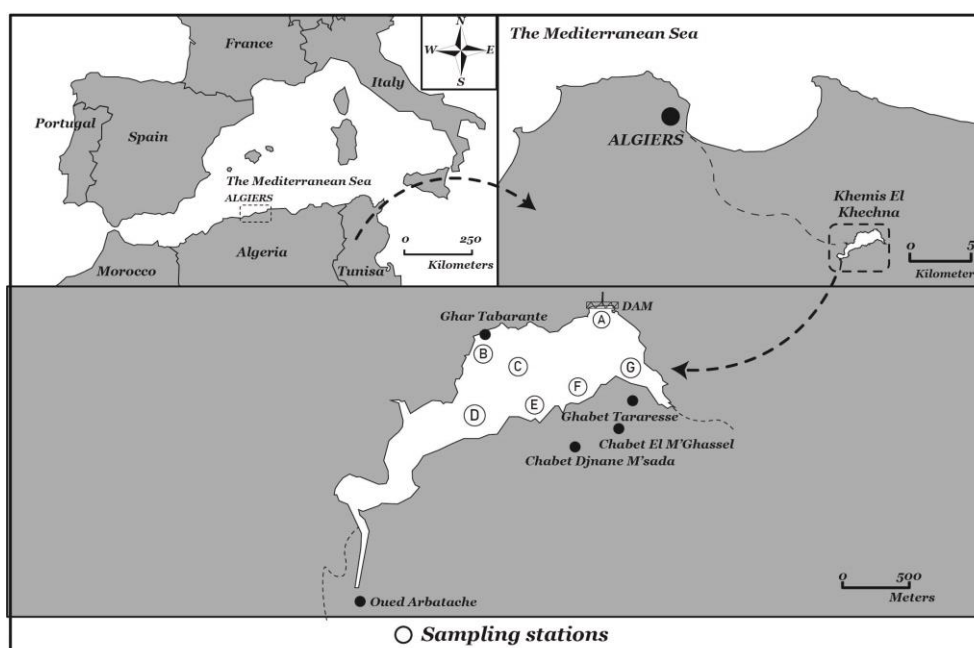 France
Italy
Portugal
Spain
The Mediterranean Sea
ALGIERS
Algeria
Morocco
Tunisa
0 250
Kilometers
N
W E
S
The Mediterranean Sea
ALGIERS
Khemis El
Khechna
0 5
Kilometer
DAM
Ghar Tabarante
A
B
C
G
F
E
D
Ghabet Tararesse
Chabet El M'Ghassel
Chabet Djnane M'sada
Oued Arbatache
0 500
Meters
Sampling stations